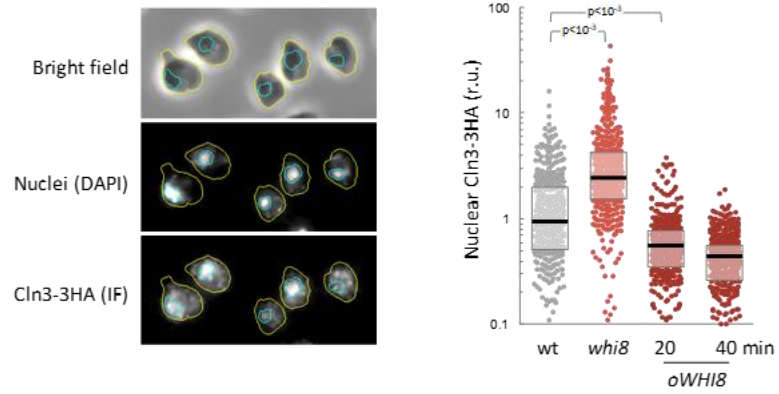 Bright field
Nuclei (DAPI)
Cln3-3HA (IF)
Nuclear Cln3-3HA (r.u.)
100
10
1
0.1
p<10⁻³
p<10⁻³
wt
whi8
20
40 min
oWHI8